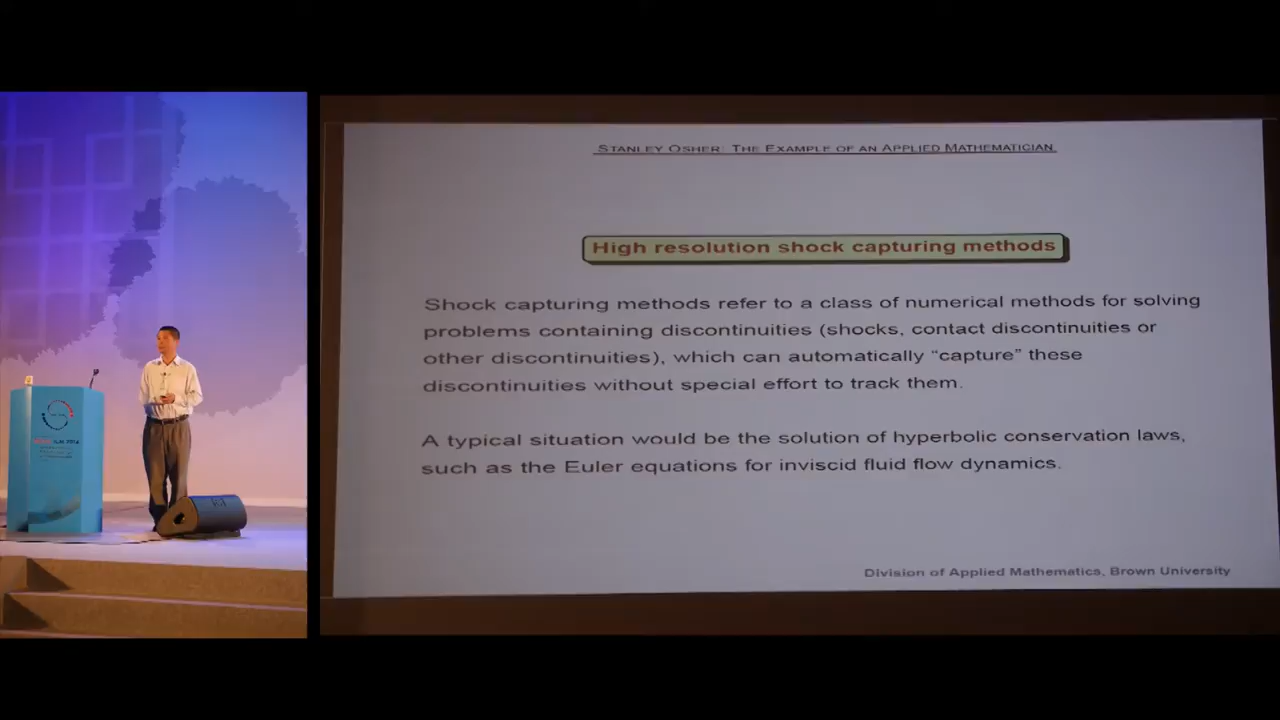 STANLEY OSHER: THE EXAMPLE OF AN APPLIED MATHEMATICIAN
High resolution shock capturing methods
Shock capturing methods refer to a class of numerical methods for solving
problems containing discontinuities (shocks, contact discontinuities or
other discontinuities), which can automatically “capture” these
discontinuities without special effort to track them.
A typical situation would be the solution of hyperbolic conservation laws,
such as the Euler equations for inviscid fluid flow dynamics.
Division of Applied Mathematics, Brown University